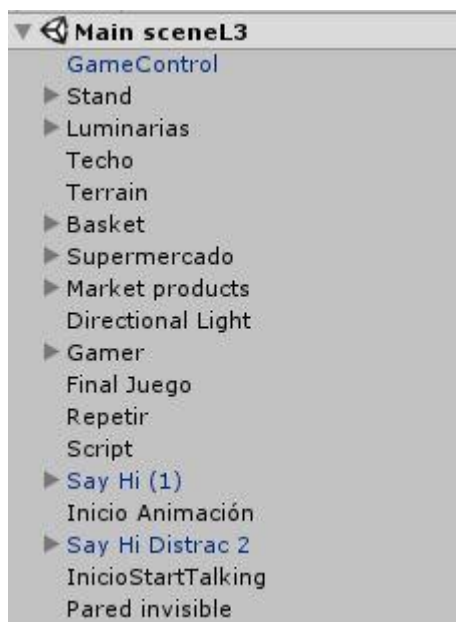 Main sceneL3
GameControl
Stand
Luminarias
Techo
Terrain
Basket
Supermercado
Market products
Directional Light
Gamer
Final Juego
Repetir
Script
Say Hi (1)
Inicio Animación
Say Hi Distrac 2
InicioStartTalking
Pared invisible